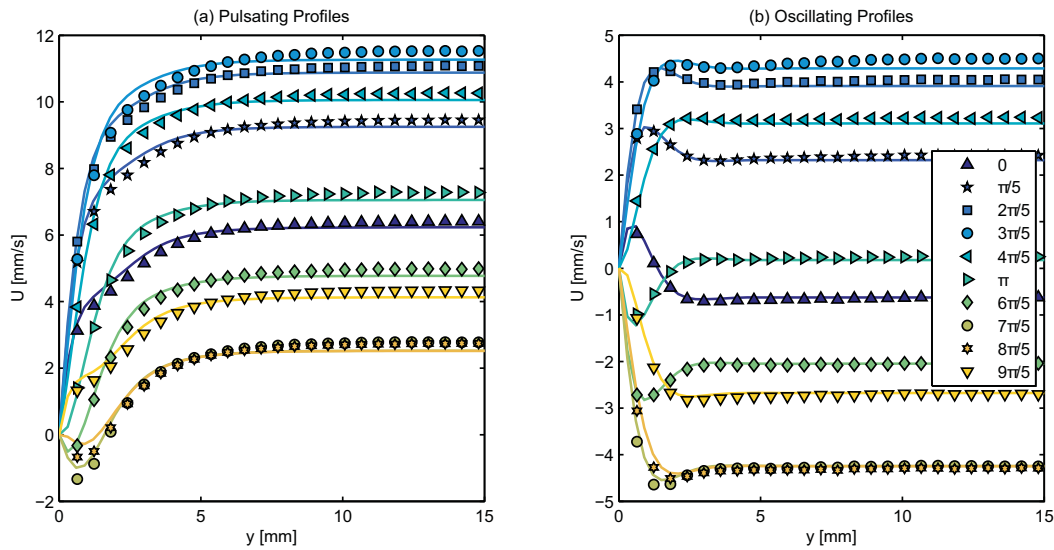 (a) Pulsating Profiles
12
10
8
6
4
2
0
−2
U [mm/s]
0
5
10
15
y [mm]
(b) Oscillating Profiles
5
4
3
2
1
0
−1
−2
−3
−4
−5
U [mm/s]
0
5
10
15
y [mm]
0
π/5
2π/5
3π/5
4π/5
π
6π/5
7π/5
8π/5
9π/5